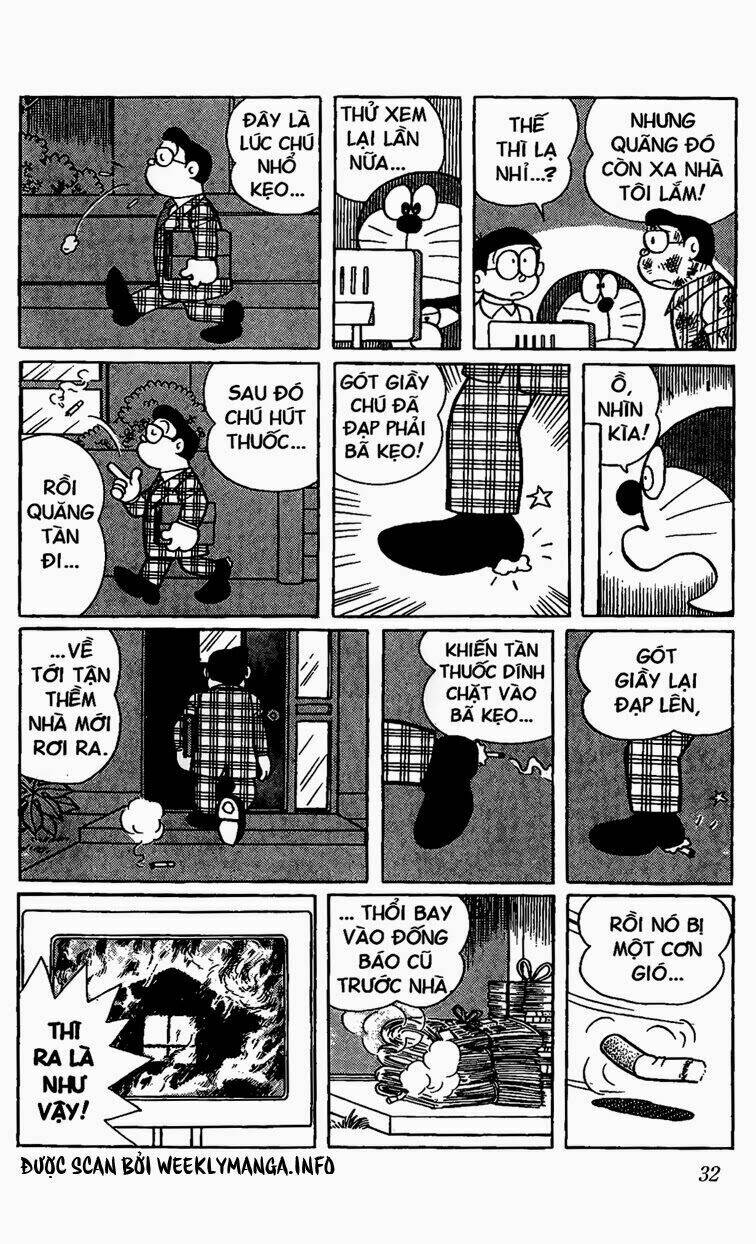 NHƯNG
QUÃNG ĐÓ
CÒN XA NHÀ
TÔI LẮM!
THẾ
THÌ LẠ
NHỈ...?
THỬ XEM
LẠI LẦN
NỮA...
ĐÂY LÀ
LÚC CHÚ
NHỔ
KẸO...
Ồ,
NHÌN
KÌA!
GÓT GIẦY
CHÚ ĐÃ
ĐẠP PHẢI
BÃ KẸO!
SAU ĐÓ
CHÚ HÚT
THUỐC...
RỒI
QUĂNG
TÀN
ĐI...
GÓT
GIẦY LẠI
ĐẠP LÊN,
KHIẾN TÀN
THUỐC DÍNH
CHẶT VÀO
BÃ KẸO...
...VỀ
TỚI TẬN
THỀM
NHÀ MỚI
RƠI RA.
RỒI NÓ BỊ
MỘT CƠN
GIÓ...
... THỔI BAY
VÀO ĐỐNG
BÁO CŨ
TRƯỚC NHÀ
THÌ
RA LÀ
NHƯ
VẬY!
ĐƯỢC SCAN BỞI WEEKLYMANGA.INFO
32